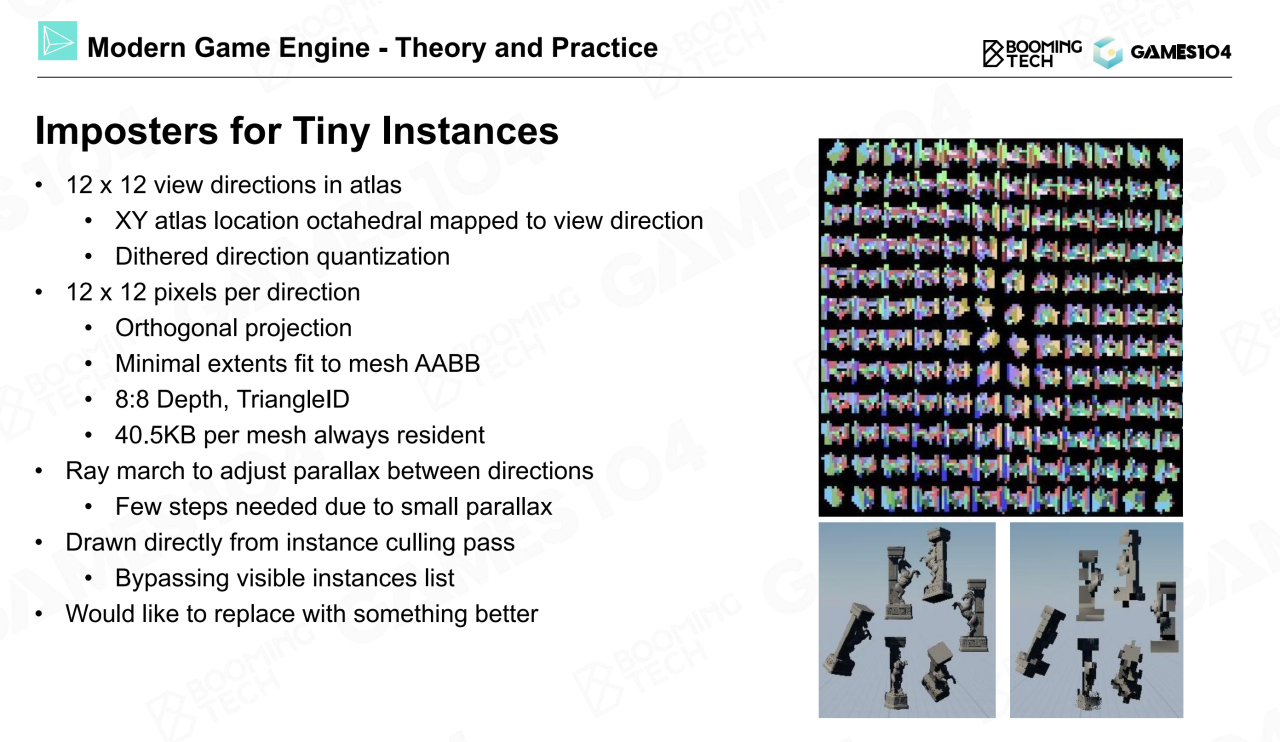 Modern Game Engine - Theory and Practice
BOOMING
TECH
GAMES104
Imposters for Tiny Instances
• 12 x 12 view directions in atlas
• XY atlas location octahedral mapped to view direction
• Dithered direction quantization
• 12 x 12 pixels per direction
• Orthogonal projection
• Minimal extents fit to mesh AABB
• 8:8 Depth, TriangleID
• 40.5KB per mesh always resident
• Ray march to adjust parallax between directions
• Few steps needed due to small parallax
• Drawn directly from instance culling pass
• Bypassing visible instances list
• Would like to replace with something better